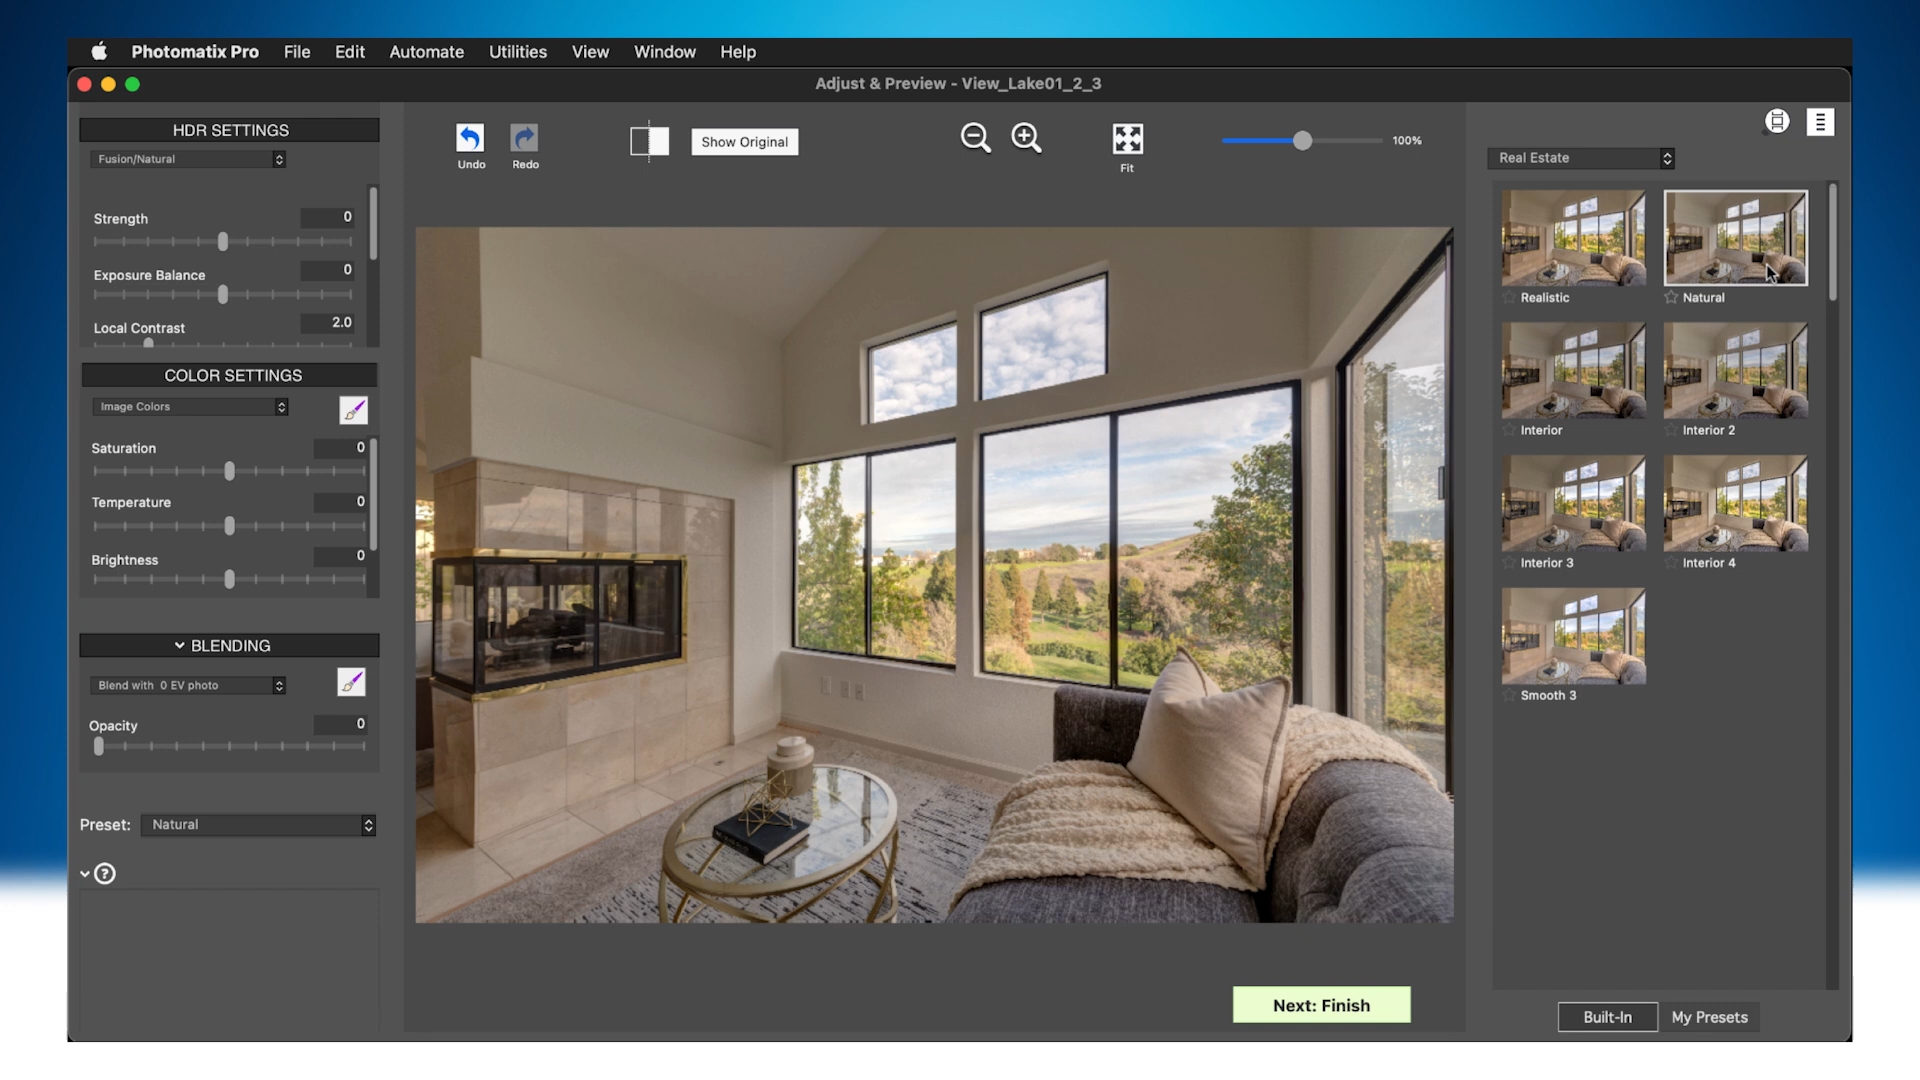 Photomatix Pro File Edit Automate Utilities View Window Help
Adjust & Preview - View_Lake01_2_3
HDR SETTINGS
Fusion/Natural
Strength 0
Exposure Balance 0
Local Contrast 2.0
COLOR SETTINGS
Image Colors
Saturation 0
Temperature 0
Brightness 0
BLENDING
Blend with 0 EV photo
Opacity 0
Preset: Natural
?
Undo
Redo
Show Original
Fit
100%
Next: Finish
Real Estate
Realistic
Natural
Interior
Interior 2
Interior 3
Interior 4
Smooth 3
Built-In
My Presets